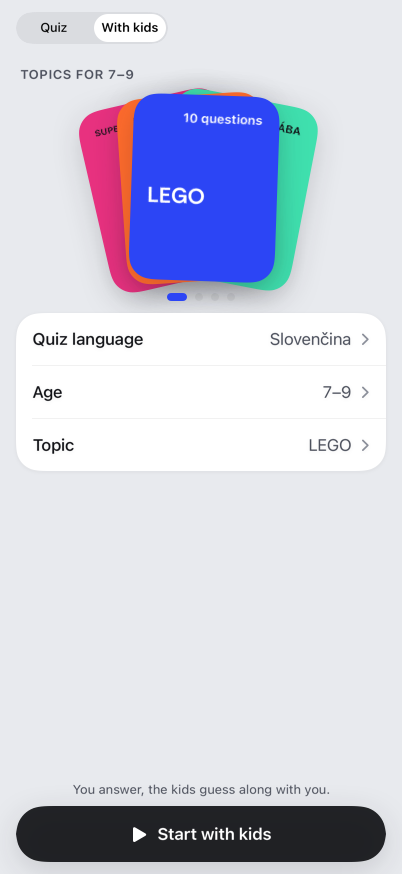 Quiz
With kids
TOPICS FOR 7–9
10 questions
LEGO
Quiz language
Slovenčina
Age
7–9
Topic
LEGO
You answer, the kids guess along with you.
Start with kids